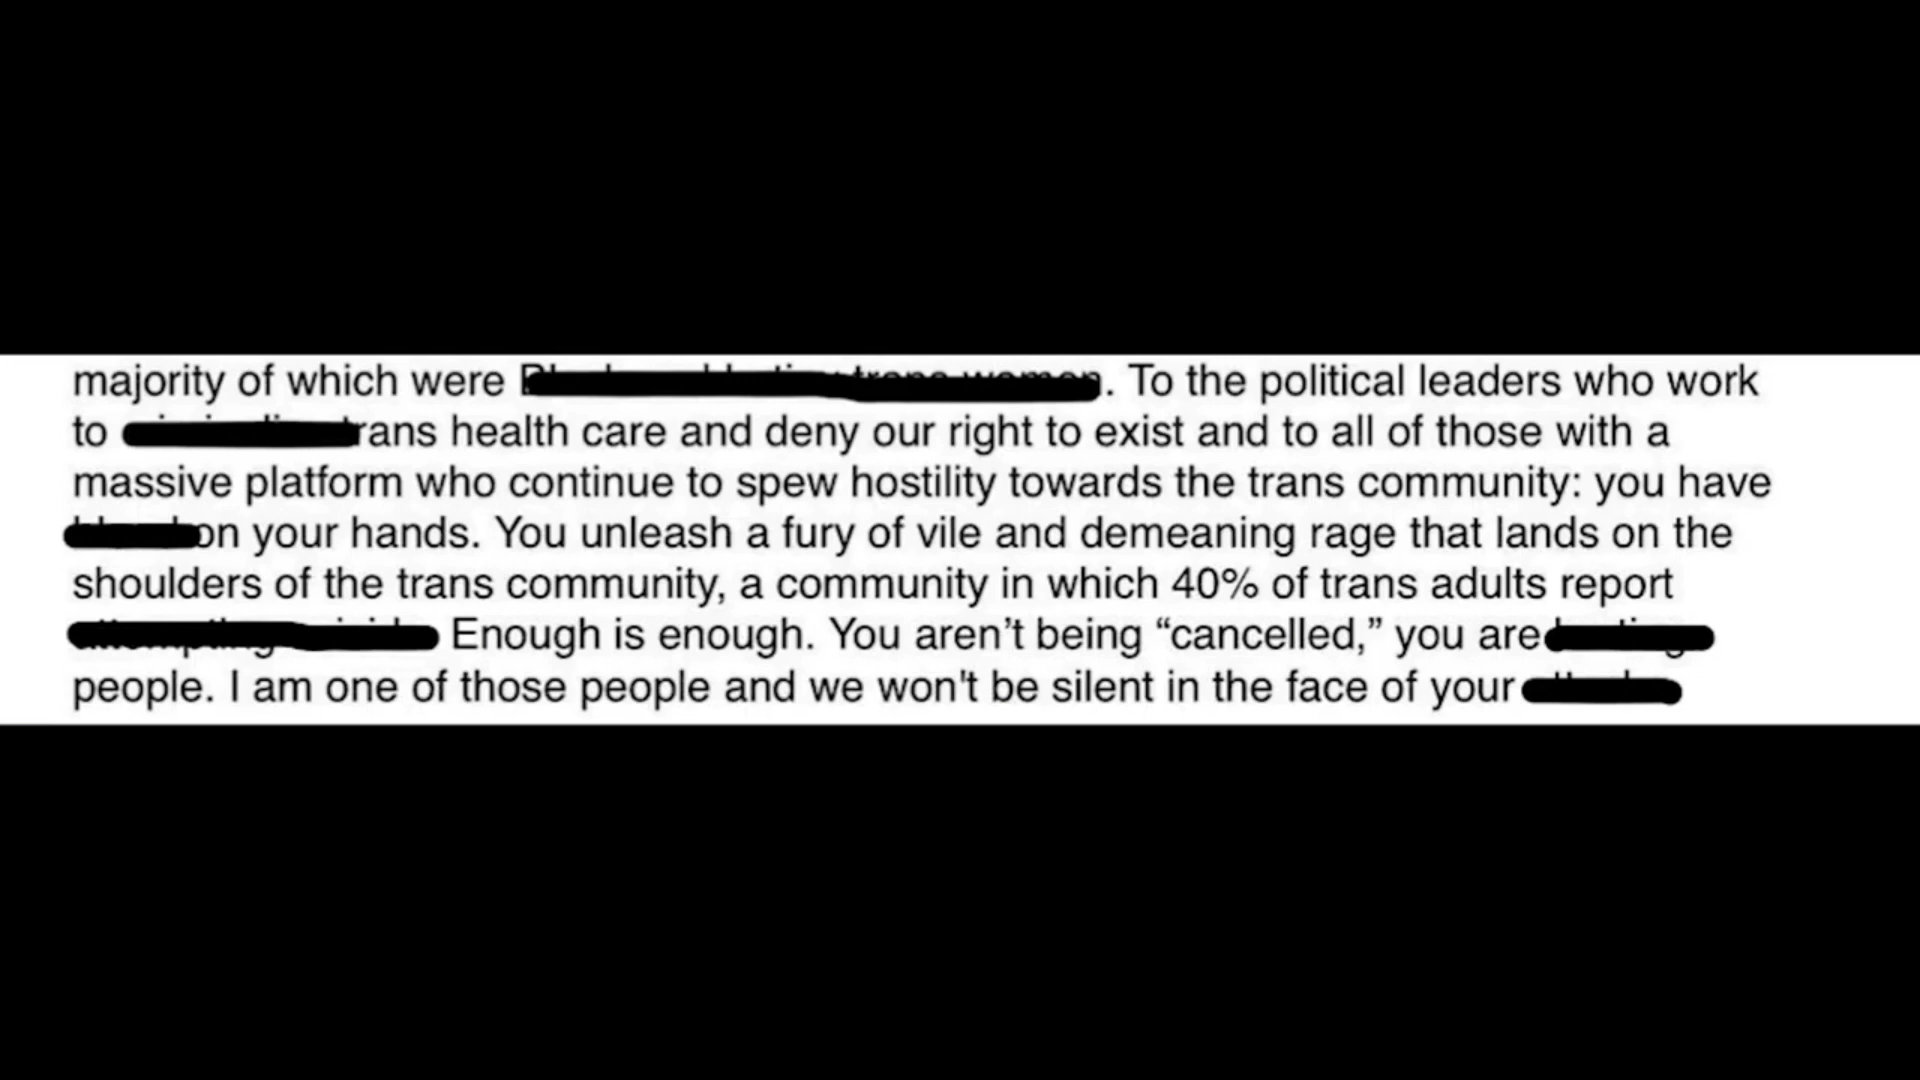 majority of which were . To the political leaders who work
to trans health care and deny our right to exist and to all of those with a
massive platform who continue to spew hostility towards the trans community: you have
on your hands. You unleash a fury of vile and demeaning rage that lands on the
shoulders of the trans community, a community in which 40% of trans adults report
Enough is enough. You aren’t being “cancelled,” you are
people. I am one of those people and we won't be silent in the face of your